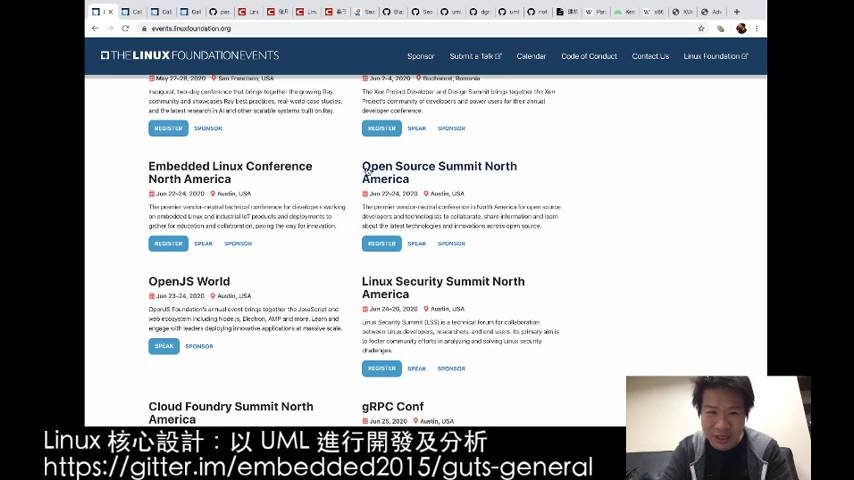 events.linuxfoundation.org
THE LINUX FOUNDATION EVENTS
Sponsor Submit a Talk Calendar Code of Conduct Contact Us Linux Foundation
May 27–28, 2020 San Francisco, USA
Inaugural, two-day conference that brings together the growing Ray
community and showcases Ray best practices, real-world case studies,
and the latest research in AI and other scalable systems built on Ray.
REGISTER SPONSOR
Jun 2–4, 2020 Bucharest, Romania
The Xen Project Developer and Design Summit brings together the Xen
Project's community of developers and power users for their annual
developer conference.
REGISTER SPEAK SPONSOR
Embedded Linux Conference
North America
Jun 22–24, 2020 Austin, USA
The premier vendor-neutral technical conference for developers working
on embedded Linux and industrial IoT products and deployments to
gather for education and collaboration, paving the way for innovation.
REGISTER SPEAK SPONSOR
Open Source Summit North
America
Jun 22–24, 2020 Austin, USA
The premier vendor-neutral conference in North America for open source
developers and technologists to collaborate, share information and learn
about the latest technologies and innovations across open source.
REGISTER SPEAK SPONSOR
OpenJS World
Jun 23–24, 2020 Austin, USA
OpenJS Foundation's annual event brings together the JavaScript and
web ecosystem including Node.js, Electron, AMP and more. Learn and
engage with leaders deploying innovative applications at massive scale.
SPEAK SPONSOR
Linux Security Summit North
America
Jun 24–26, 2020 Austin, USA
Linux Security Summit (LSS) is a technical forum for collaboration
between Linux developers, researchers, and end users. Its primary aim is
to foster community efforts in analyzing and solving Linux security
challenges.
REGISTER SPEAK SPONSOR
Cloud Foundry Summit North
America
gRPC Conf
Jun 25, 2020 Austin, USA
Linux 核心設計：以 UML 進行開發及分析
https://gitter.im/embedded2015/guts-general